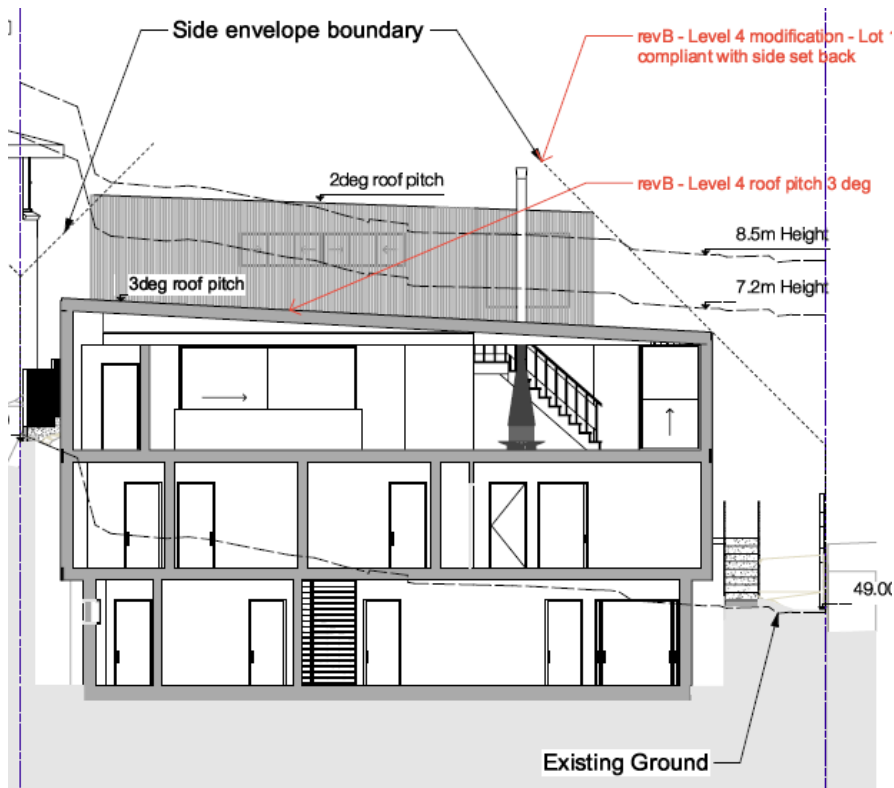 Side envelope boundary
revB - Level 4 modification - Lot 1
compliant with side set back
2deg roof pitch
revB - Level 4 roof pitch 3 deg
8.5m Height
3deg roof pitch
7.2m Height
49.00
Existing Ground